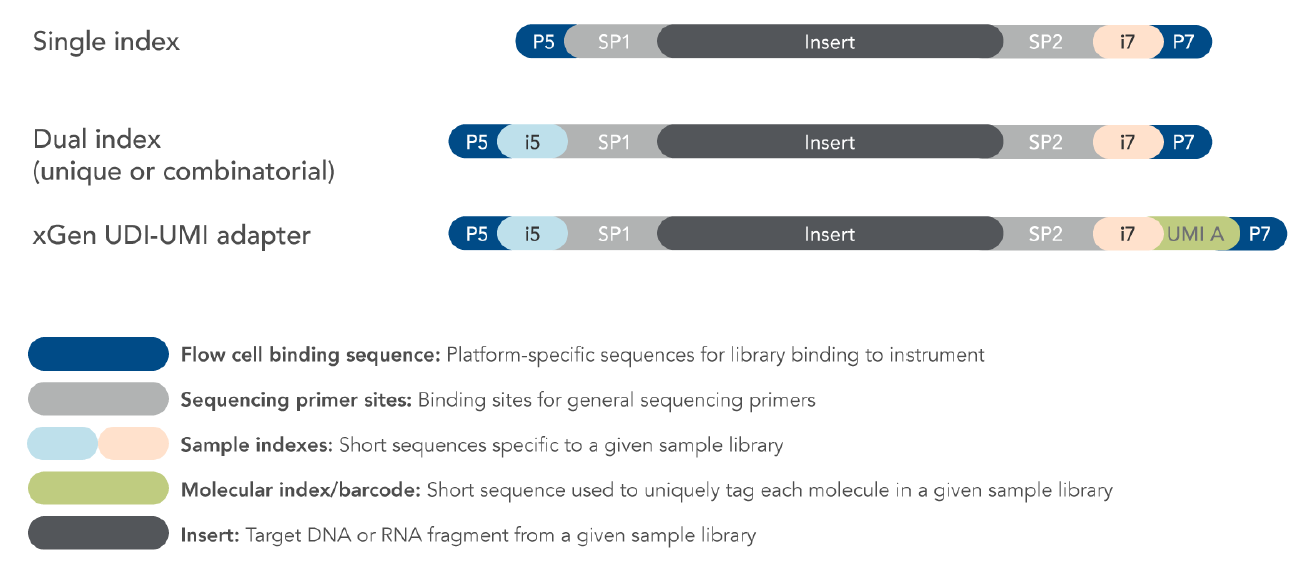 Single index
P5 SP1 Insert SP2 i7 P7
Dual index
(unique or combinatorial)
P5 i5 SP1 Insert SP2 i7 P7
xGen UDI-UMI adapter
P5 i5 SP1 Insert SP2 i7 UMI A P7
Flow cell binding sequence: Platform-specific sequences for library binding to instrument
Sequencing primer sites: Binding sites for general sequencing primers
Sample indexes: Short sequences specific to a given sample library
Molecular index/barcode: Short sequence used to uniquely tag each molecule in a given sample library
Insert: Target DNA or RNA fragment from a given sample library